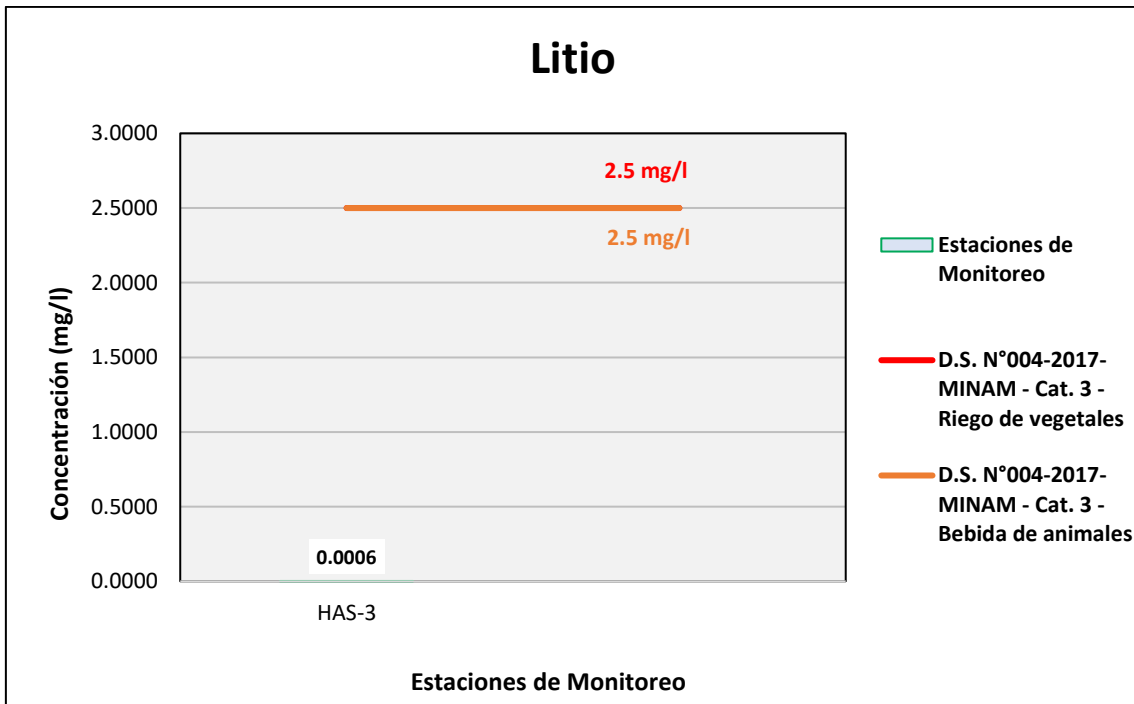 Litio
Concentración (mg/l)
3.0000
2.5000
2.0000
1.5000
1.0000
0.5000
0.0000
2.5 mg/l
2.5 mg/l
0.0006
HAS-3
Estaciones de Monitoreo
Estaciones de
Monitoreo
D.S. N°004-2017-
MINAM - Cat. 3 -
Riego de vegetales
D.S. N°004-2017-
MINAM - Cat. 3 -
Bebida de animales